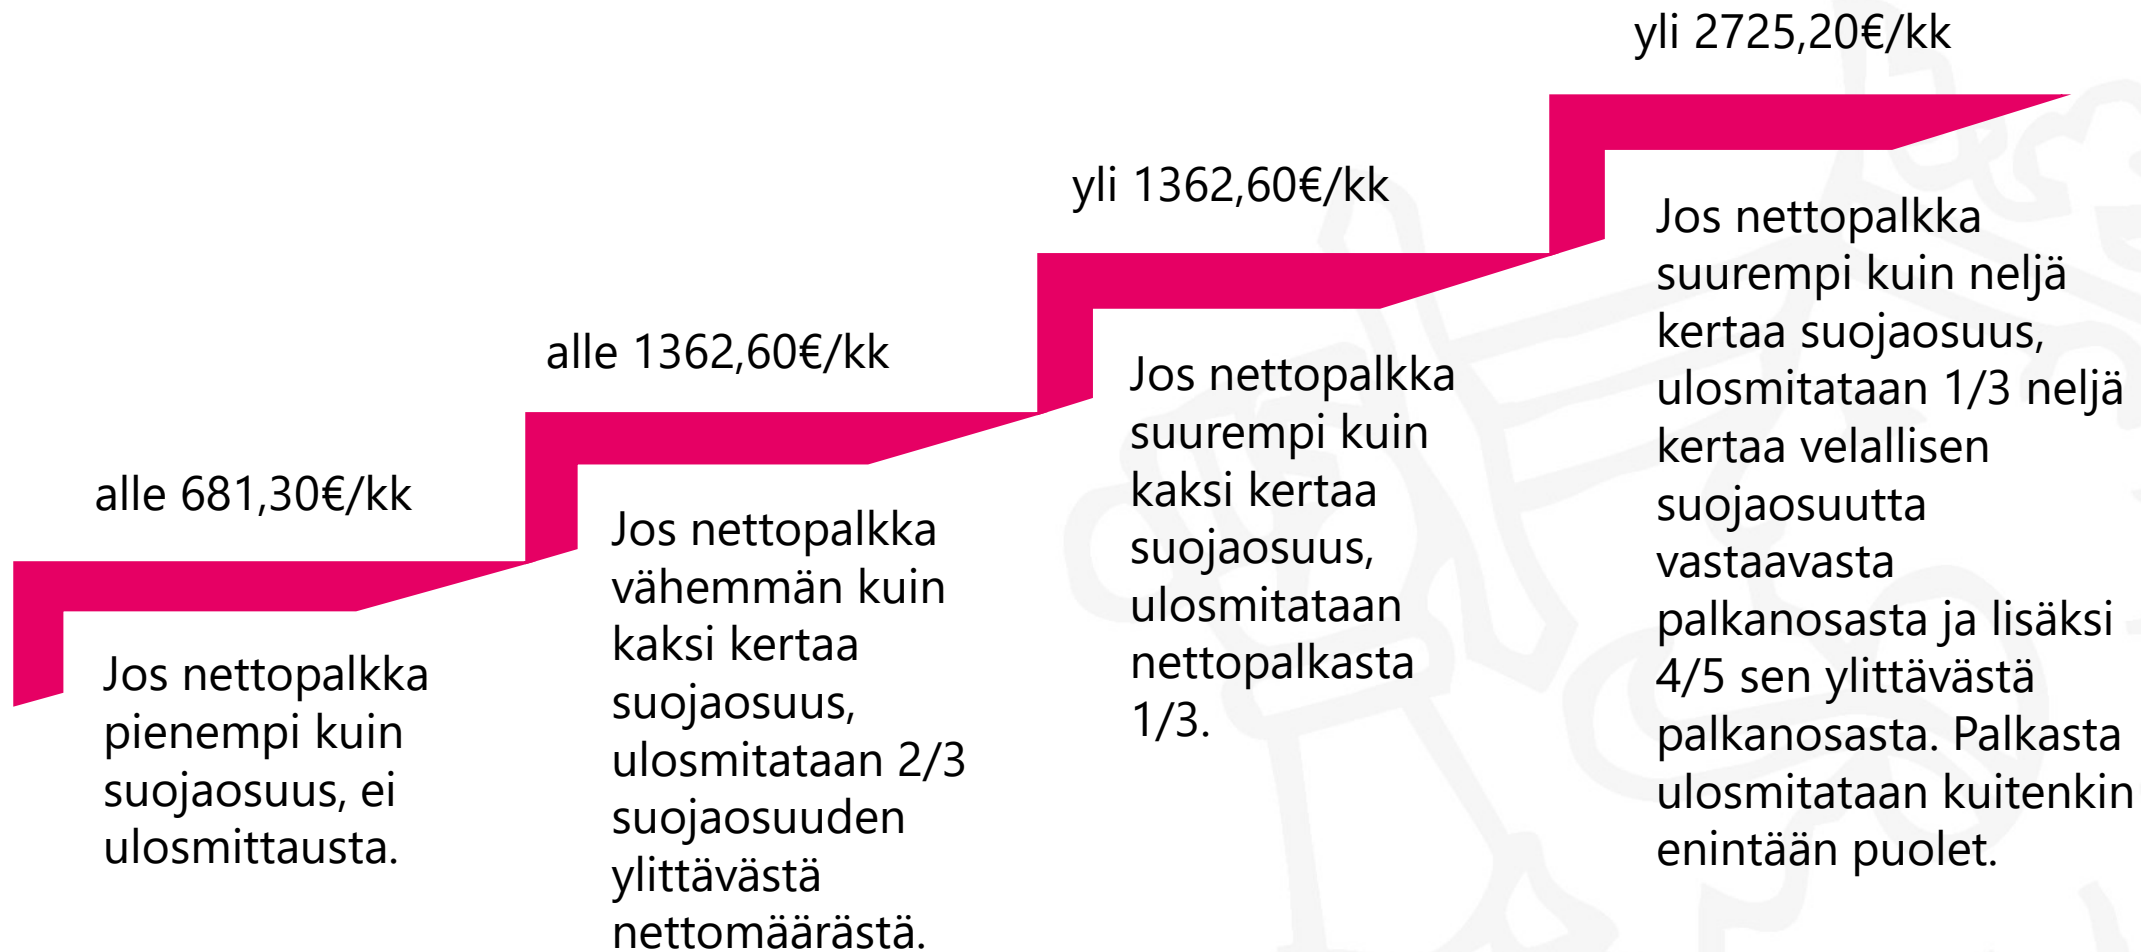 alle 681,30€/kk
Jos nettopalkka
pienempi kuin
suojaosuus, ei
ulosmittausta.
alle 1362,60€/kk
Jos nettopalkka
vähemmän kuin
kaksi kertaa
suojaosuus,
ulosmitataan 2/3
suojaosuuden
ylittävästä
nettomäärästä.
yli 1362,60€/kk
Jos nettopalkka
suurempi kuin
kaksi kertaa
suojaosuus,
ulosmitataan
nettopalkasta
1/3.
yli 2725,20€/kk
Jos nettopalkka
suurempi kuin neljä
kertaa suojaosuus,
ulosmitataan 1/3 neljä
kertaa velallisen
suojaosuutta
vastaavasta
palkanosasta ja lisäksi
4/5 sen ylittävästä
palkanosasta. Palkasta
ulosmitataan kuitenkin
enintään puolet.